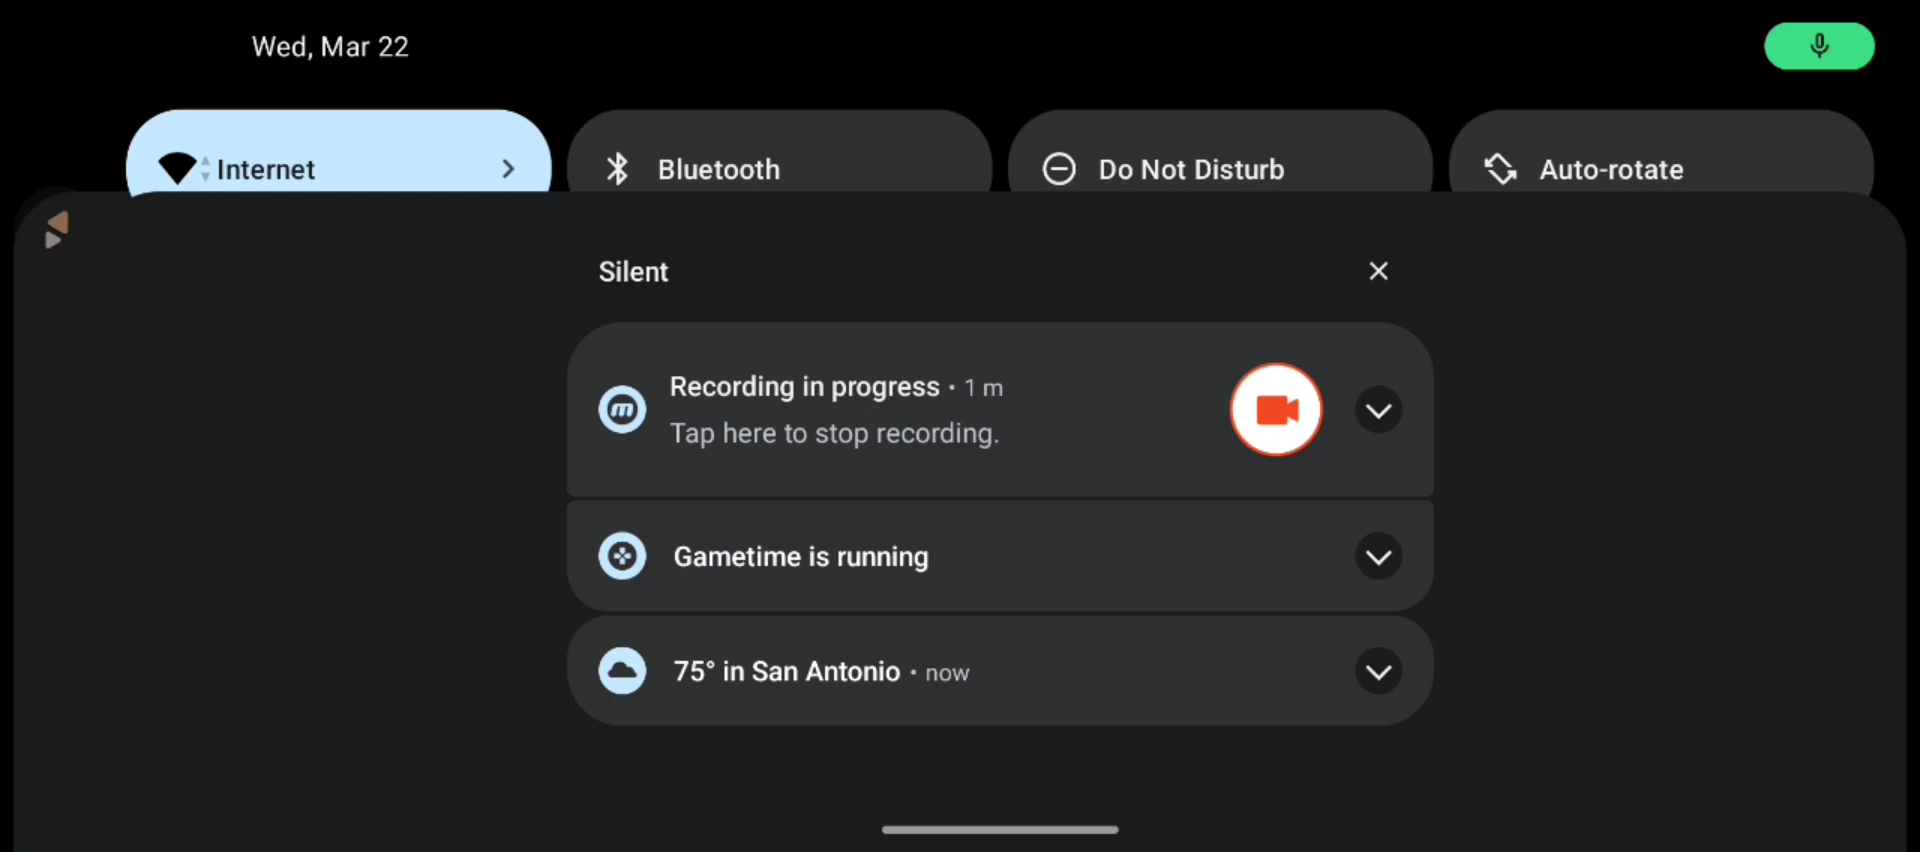 Wed, Mar 22
Internet
Bluetooth
Do Not Disturb
Auto-rotate
Silent
Recording in progress • 1 m
Tap here to stop recording.
Gametime is running
75° in San Antonio • now